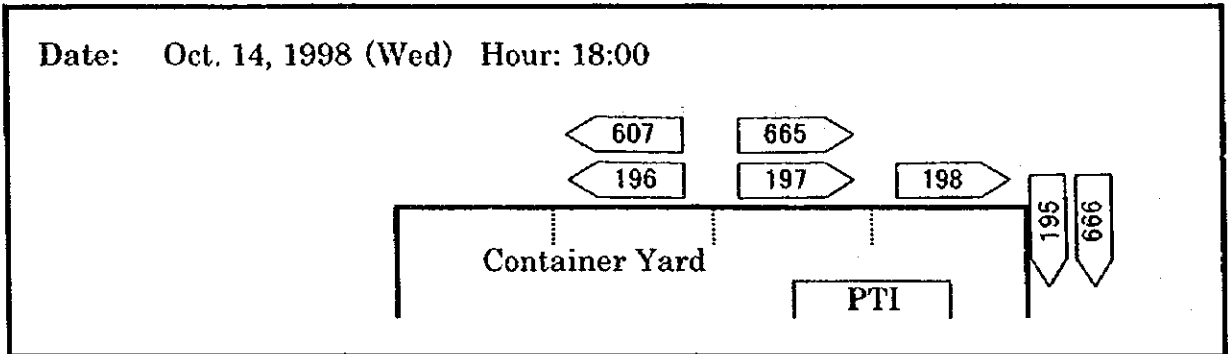 Date: Oct. 14, 1998 (Wed) Hour: 18:00
607 665
196 197 198
195 666
Container Yard
PTI